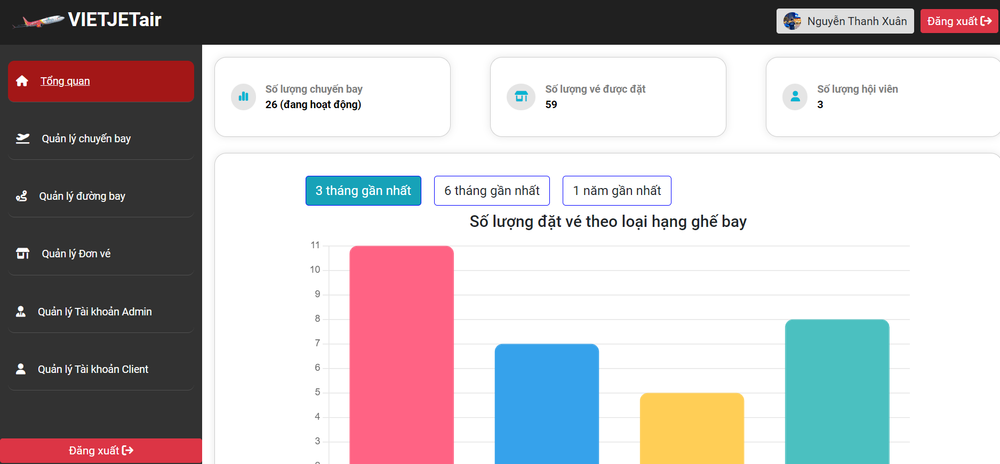 VIETJETair
Nguyễn Thanh Xuân
Đăng xuất
Tổng quan
Quản lý chuyến bay
Quản lý đường bay
Quản lý Đơn vé
Quản lý Tài khoản Admin
Quản lý Tài khoản Client
Đăng xuất
Số lượng chuyến bay
26 (đang hoạt động)
Số lượng vé được đặt
59
Số lượng hội viên
3
3 tháng gần nhất
6 tháng gần nhất
1 năm gần nhất
Số lượng đặt vé theo loại hạng ghế bay
11
10
9
8
7
6
5
4
3